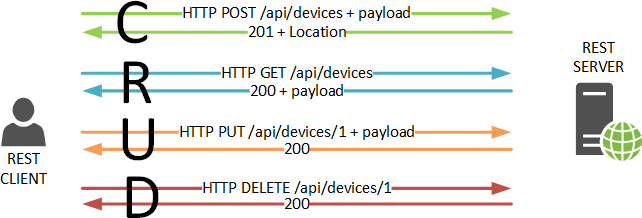 C
HTTP POST /api/devices + payload
201 + Location
R
HTTP GET /api/devices
200 + payload
U
HTTP PUT /api/devices/1 + payload
200
D
HTTP DELETE /api/devices/1
200
REST
CLIENT
REST
SERVER